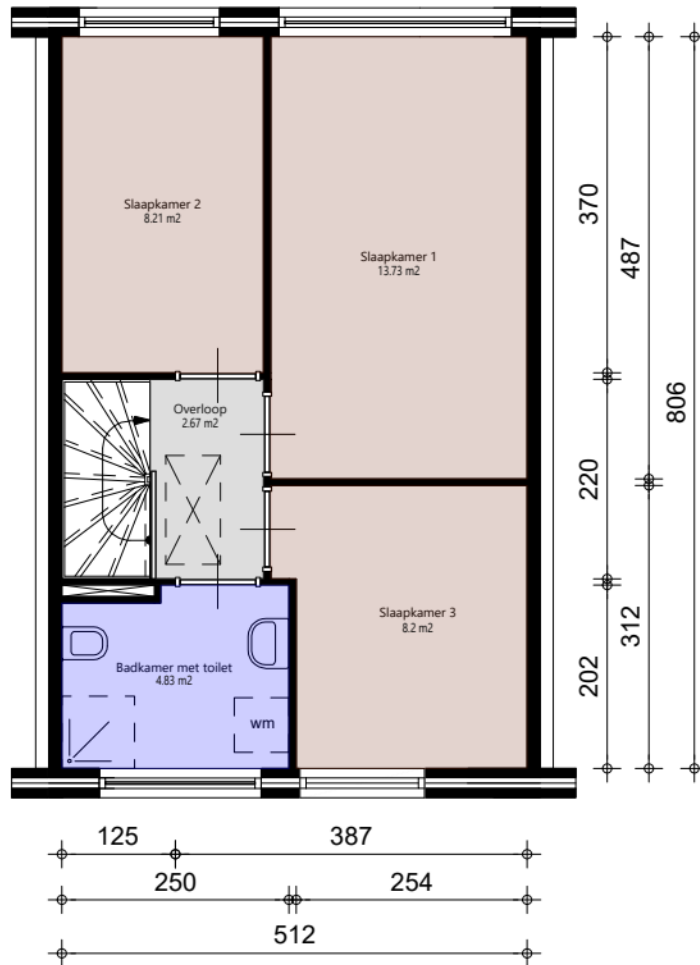 Slaapkamer 2
8.21 m2
Slaapkamer 1
13.73 m2
Overloop
2.67 m2
Slaapkamer 3
8.2 m2
Badkamer met toilet
4.83 m2
wm
370
487
806
220
312
202
125
387
250
254
512